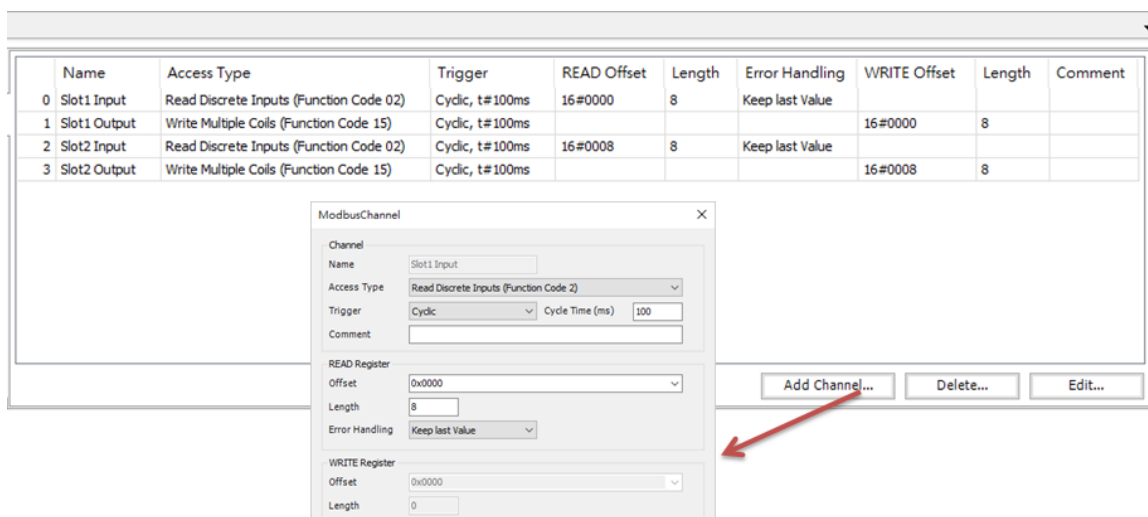 Name Access Type Trigger READ Offset Length Error Handling WRITE Offset Length Comment
0 Slot1 Input Read Discrete Inputs (Function Code 02) Cyclic, t#100ms 16#0000 8 Keep last Value
1 Slot1 Output Write Multiple Coils (Function Code 15) Cyclic, t#100ms 16#0000 8
2 Slot2 Input Read Discrete Inputs (Function Code 02) Cyclic, t#100ms 16#0008 8 Keep last Value
3 Slot2 Output Write Multiple Coils (Function Code 15) Cyclic, t#100ms 16#0008 8
Add Channel... Delete... Edit...
ModbusChannel
Channel
Name Slot1 Input
Access Type Read Discrete Inputs (Function Code 2)
Trigger Cyclic Cycle Time (ms) 100
Comment
READ Register
Offset 0x0000
Length 8
Error Handling Keep last Value
WRITE Register
Offset 0x0000
Length 0